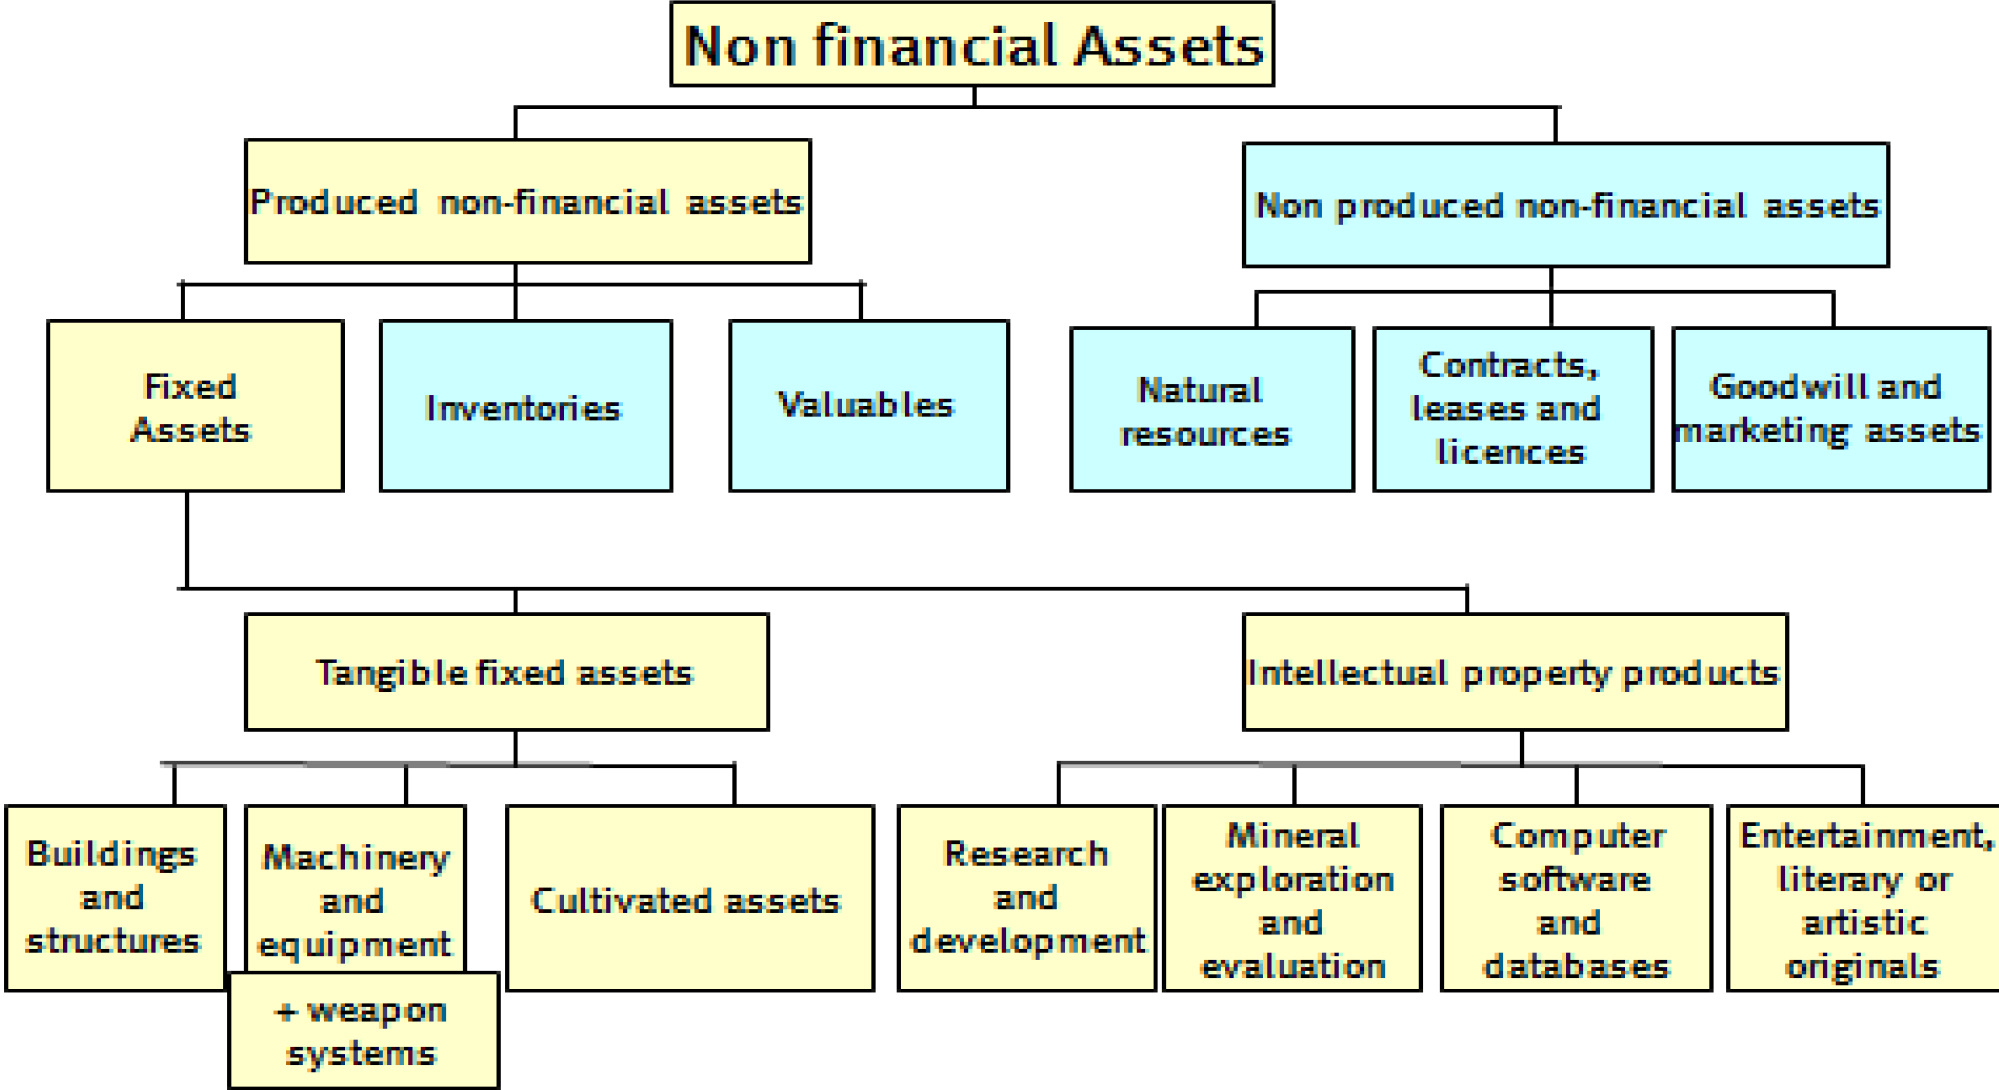 Non financial Assets
Produced non-financial assets
Non produced non-financial assets
Fixed
Assets
Inventories
Valuables
Natural
resources
Contracts,
leases and
licences
Goodwill and
marketing assets
Tangible fixed assets
Intellectual property products
Buildings
and
structures
Machinery
and
equipment
+ weapon
systems
Cultivated assets
Research
and
development
Mineral
exploration
and
evaluation
Computer
software
and
databases
Entertainment,
literary or
artistic
originals